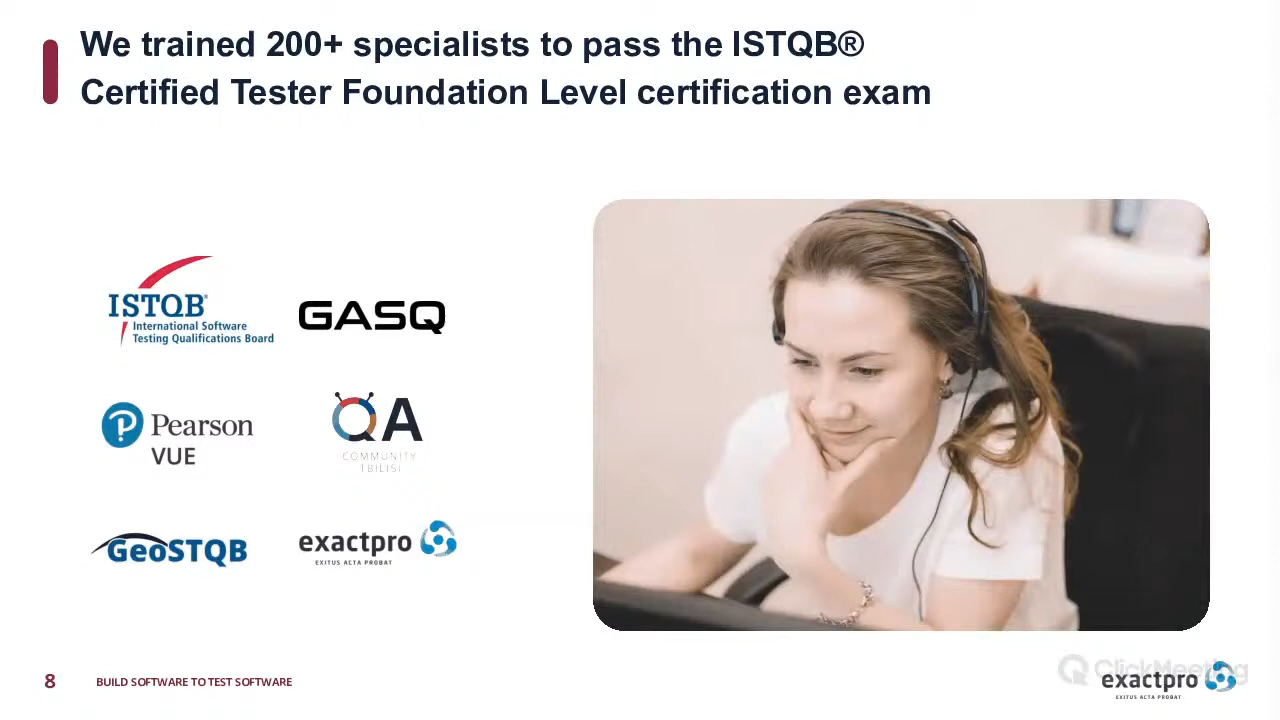 We trained 200+ specialists to pass the ISTQB®
Certified Tester Foundation Level certification exam
ISTQB®
International Software
Testing Qualifications Board
GASQ
Pearson
VUE
QA
COMMUNITY
TBILISI
GeoSTQB
exactpro
EXITUS ACTA PROBAT
8
BUILD SOFTWARE TO TEST SOFTWARE
ClickMeeting
exactpro
EXITUS ACTA PROBAT